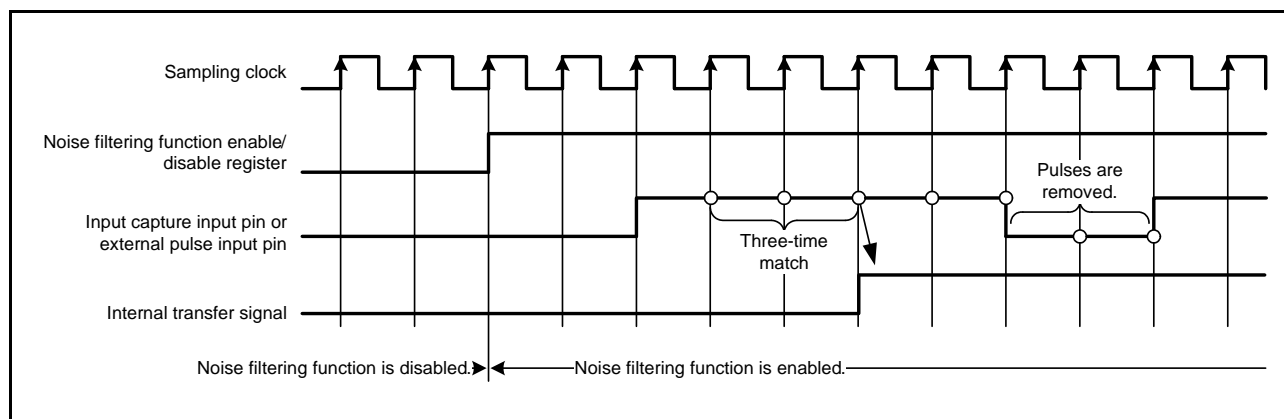 Sampling clock
Noise filtering function enable/
disable register
Pulses are
removed.
Input capture input pin or
external pulse input pin
Three-time
match
Internal transfer signal
Noise filtering function is disabled.
Noise filtering function is enabled.